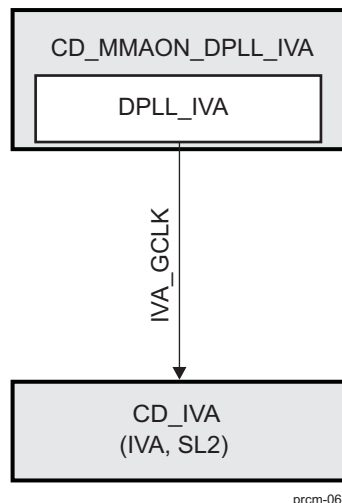 CD_MMAON_DPLL_IVA
DPLL_IVA
IVA_GCLK
CD_IVA
(IVA, SL2)
prcm-06